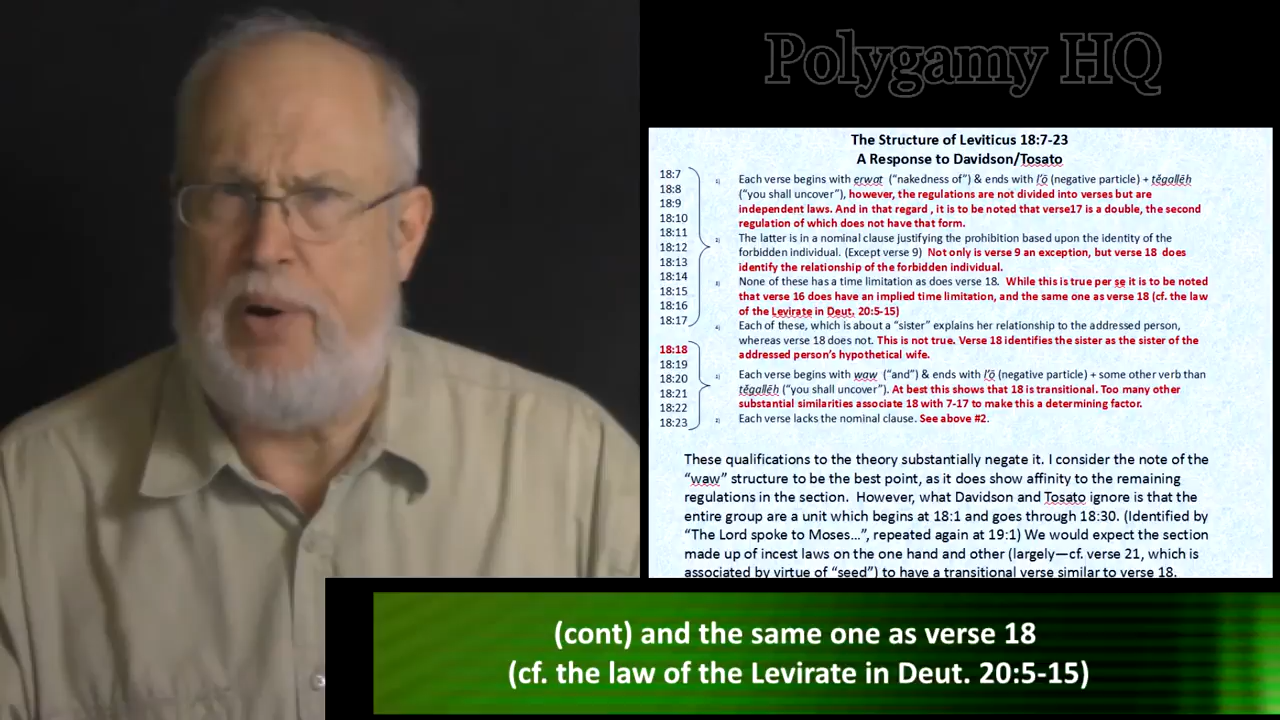 Polygamy HQ
The Structure of Leviticus 18:7-23
A Response to Davidson/Tosato
18:7
18:8
18:9
18:10
18:11
18:12
18:13
18:14
18:15
18:16
18:17
1) Each verse begins with erwat (“nakedness of”) & ends with l’ō (negative particle) + tĕgallēh
(“you shall uncover”), however, the regulations are not divided into verses but are
independent laws. And in that regard , it is to be noted that verse17 is a double, the second
regulation of which does not have that form.
2) The latter is in a nominal clause justifying the prohibition based upon the identity of the
forbidden individual. (Except verse 9) Not only is verse 9 an exception, but verse 18 does
identify the relationship of the forbidden individual.
3) None of these has a time limitation as does verse 18. While this is true per se it is to be noted
that verse 16 does have an implied time limitation, and the same one as verse 18 (cf. the law
of the Levirate in Deut. 20:5-15)
4) Each of these, which is about a “sister” explains her relationship to the addressed person,
whereas verse 18 does not. This is not true. Verse 18 identifies the sister as the sister of the
addressed person’s hypothetical wife.
18:18
18:19
18:20
18:21
18:22
18:23
1) Each verse begins with waw (“and”) & ends with l’ō (negative particle) + some other verb than
tĕgallēh (“you shall uncover”). At best this shows that 18 is transitional. Too many other
substantial similarities associate 18 with 7-17 to make this a determining factor.
2) Each verse lacks the nominal clause. See above #2.
These qualifications to the theory substantially negate it. I consider the note of the
“waw” structure to be the best point, as it does show affinity to the remaining
regulations in the section. However, what Davidson and Tosato ignore is that the
entire group are a unit which begins at 18:1 and goes through 18:30. (Identified by
“The Lord spoke to Moses…”, repeated again at 19:1) We would expect the section
made up of incest laws on the one hand and other (largely—cf. verse 21, which is
associated by virtue of “seed”) to have a transitional verse similar to verse 18.
(cont) and the same one as verse 18
(cf. the law of the Levirate in Deut. 20:5-15)